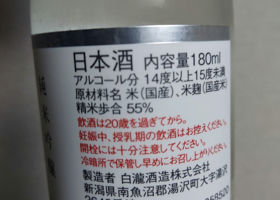 日本酒 内容量180ml
アルコール分 14度以上15度未満
原材料名 米(国産)、米麹(国産米)
精米歩合 55%
飲酒は20歳を過ぎてから。
妊娠中、授乳期の飲酒はお控えください。
開栓には十分注意してください。
冷暗所で保管し早めにお召し上がりください。
製造者 白瀧酒造株式会社
新潟県南魚沼郡湯沢町大字湯沢
純米吟醸